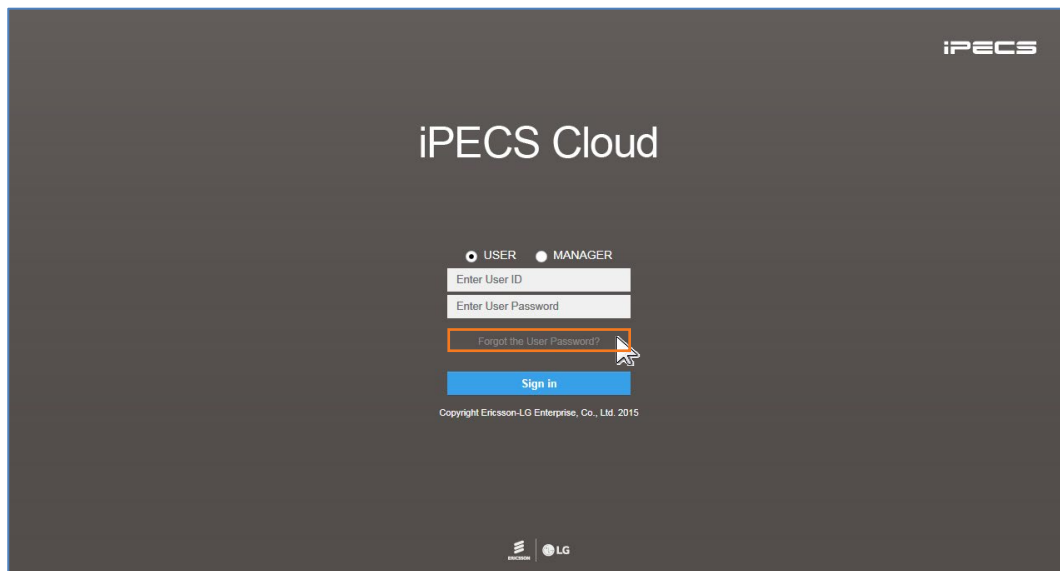 iPECS
iPECS Cloud
USER MANAGER
Enter User ID
Enter User Password
Forgot the User Password?
Sign in
Copyright Ericsson-LG Enterprise, Co., Ltd. 2015
ERICSSON LG